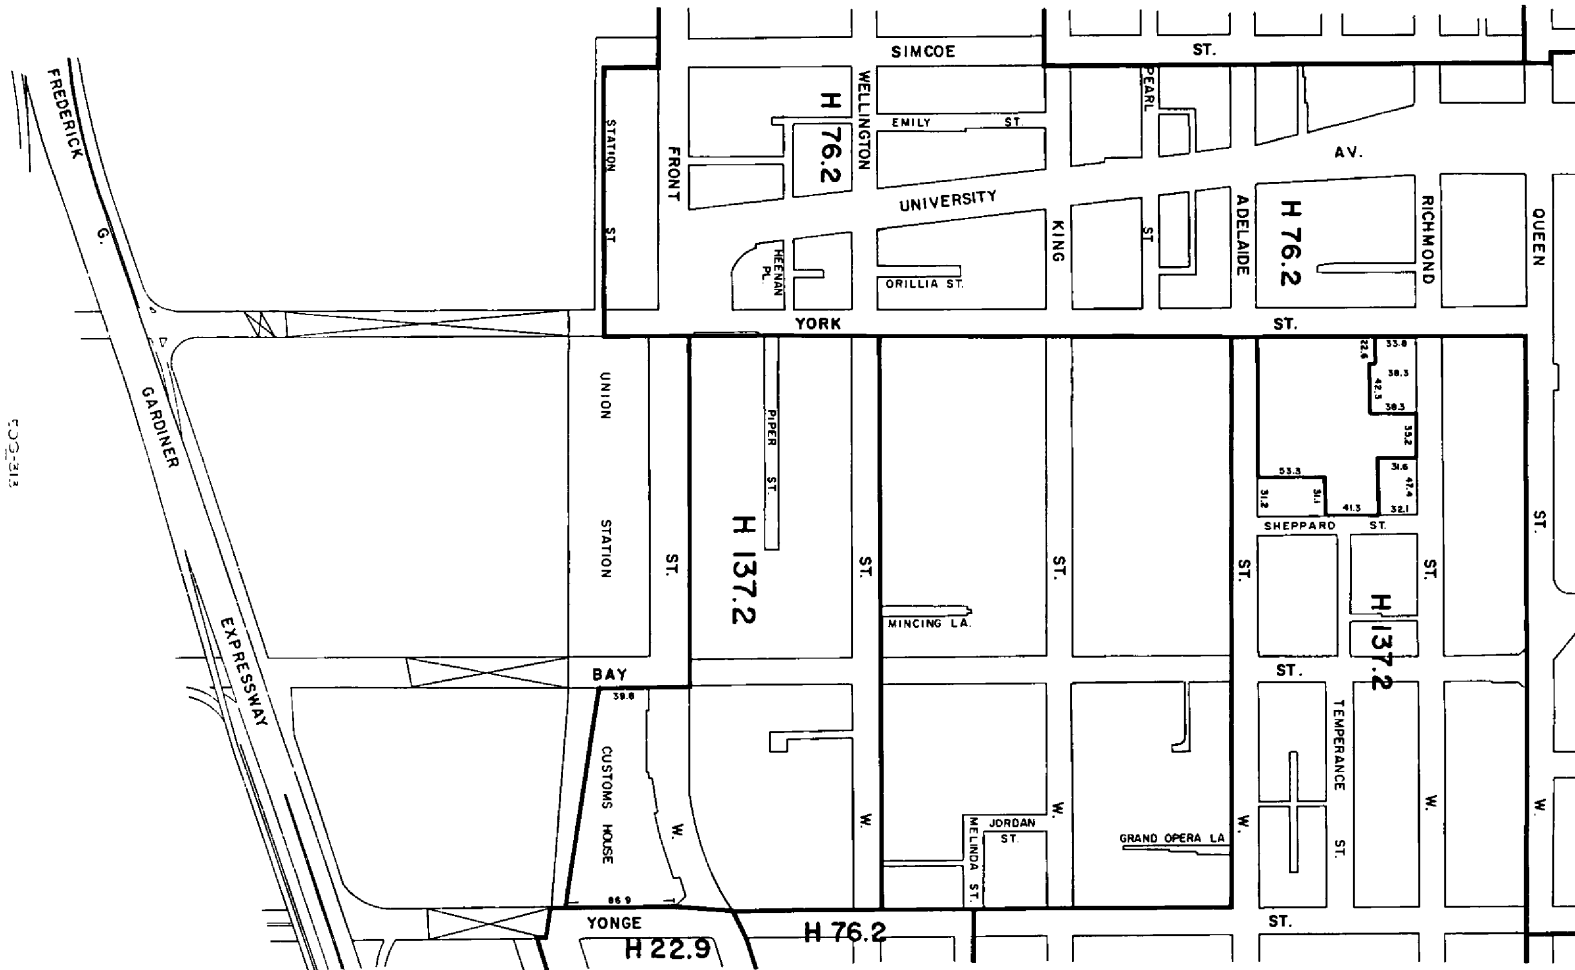 SIMCOE ST.
FREDERICK G. GARDINER EXPRESSWAY
STATION ST
FRONT ST. W.
H 76.2
WELLINGTON ST. W.
EMILY ST.
PEARL ST
UNIVERSITY AV.
KING ST. W.
ADELAIDE ST. W.
H 76.2
RICHMOND ST. W.
QUEEN ST. W.
HEENAN PL.
ORILLIA ST.
YORK ST.
UNION STATION
PIPER ST.
H 137.2
22.6
33.8
38.3
42.3
38.3
35.2
53.3
31.6
47.4
31.2
31.1
41.3
32.1
SHEPPARD ST.
H 137.2
MINCING LA.
BAY ST.
39.8
CUSTOMS HOUSE
TEMPERANCE ST.
JORDAN ST.
MELINDA ST.
GRAND OPERA LA
86.9
YONGE ST.
H 22.9
H 76.2